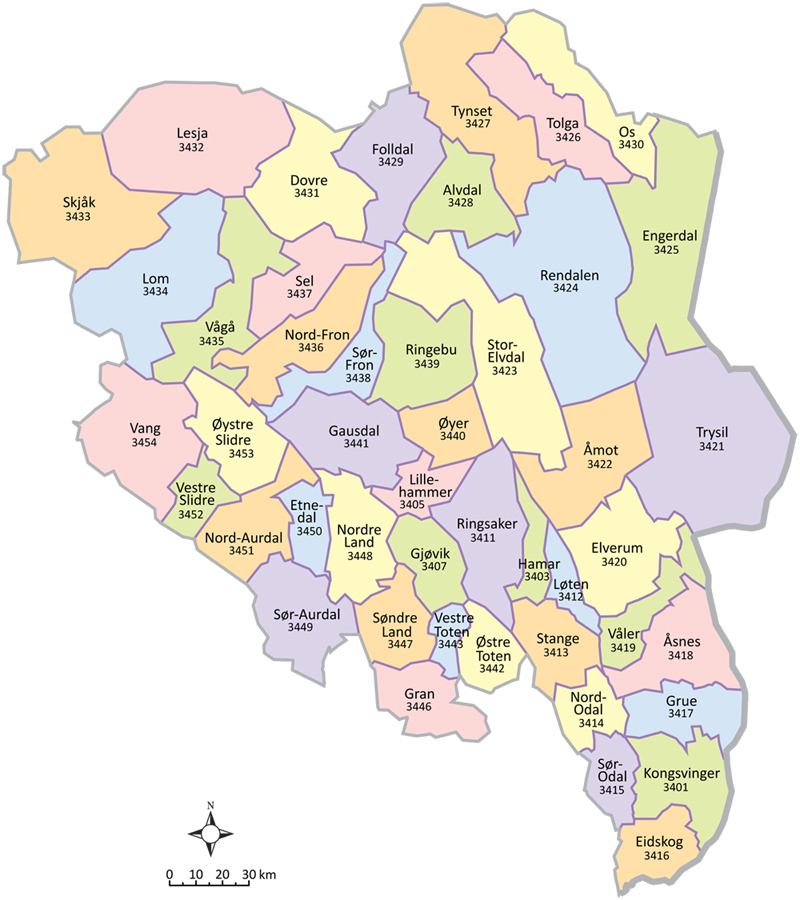 Tynset
3427
Tolga
3426
Os
3430
Lesja
3432
Folldal
3429
Dovre
3431
Alvdal
3428
Skjåk
3433
Engerdal
3425
Lom
3434
Sel
3437
Rendalen
3424
Vågå
3435
Nord-Fron
3436
Sør-
Fron
3438
Ringebu
3439
Stor-
Elvdal
3423
Vang
3454
Øystre
Slidre
3453
Gausdal
3441
Øyer
3440
Åmot
3422
Trysil
3421
Vestre
Slidre
3452
Lille-
hammer
3405
Etne-
dal
3450
Nord-Aurdal
3451
Nordre
Land
3448
Gjøvik
3407
Ringsaker
3411
Hamar
3403
Løten
3412
Elverum
3420
Sør-Aurdal
3449
Søndre
Land
3447
Vestre
Toten
3443
Østre
Toten
3442
Stange
3413
Våler
3419
Åsnes
3418
Gran
3446
Nord-
Odal
3414
Grue
3417
Sør-
Odal
3415
Kongsvinger
3401
Eidskog
3416
N
0 10 20 30 km